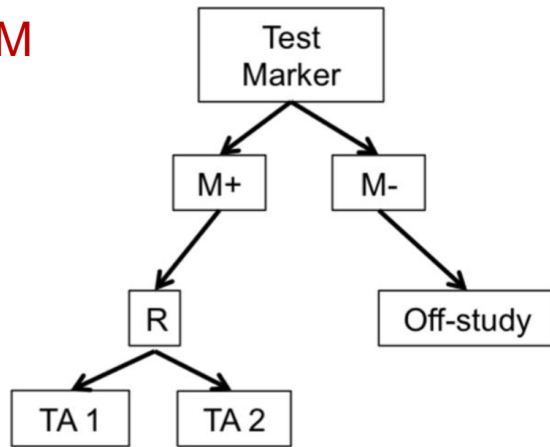 M
Test
Marker
M+
M-
R
Off-study
TA 1
TA 2